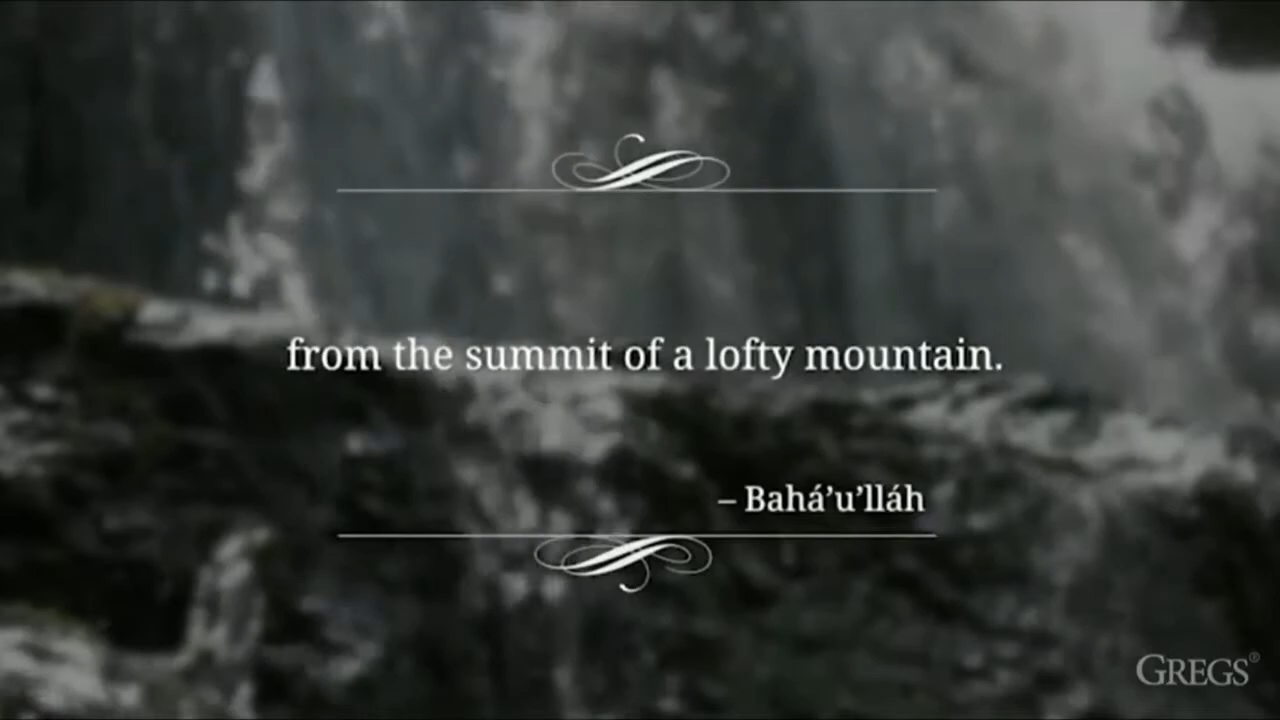 from the summit of a lofty mountain.
– Bahá’u’lláh
GREGS®